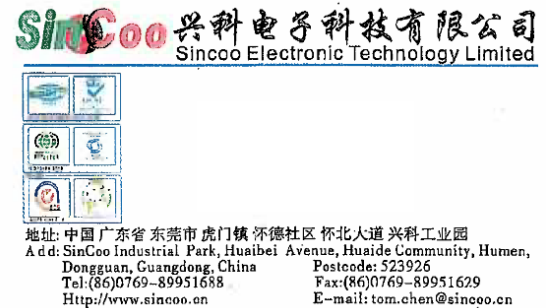 SinCoo 兴科电子科技有限公司
Sincoo Electronic Technology Limited
地址: 中国广东省东莞市虎门镇怀德社区怀北大道兴科工业园
Add: SinCoo Industrial Park, Huaibei Avenue, Huaide Community, Humen,
Dongguan, Guangdong, China Postcode: 523926
Tel:(86)0769-89951688 Fax:(86)0769-89951629
Http://www.sincoo.cn E-mail: tom.chen@sincoo.cn